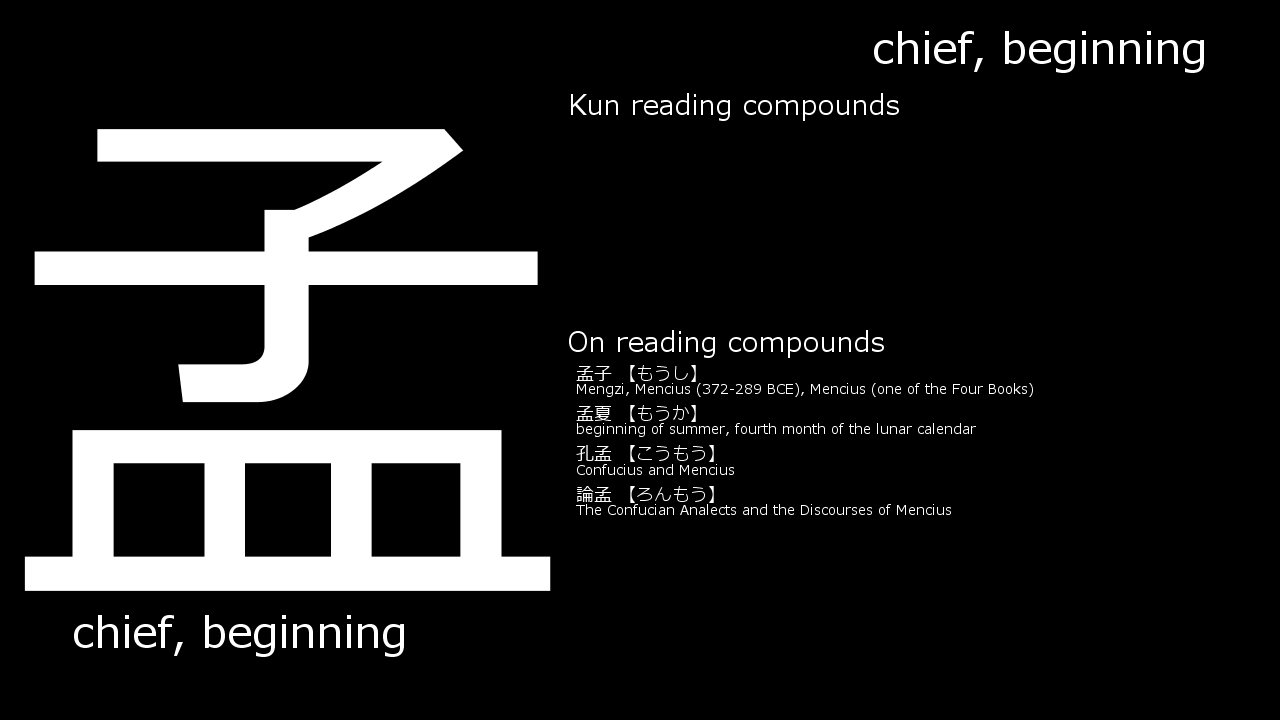 孟
chief, beginning
chief, beginning
Kun reading compounds
On reading compounds
孟子 【もうし】
Mengzi, Mencius (372-289 BCE), Mencius (one of the Four Books)
孟夏 【もうか】
beginning of summer, fourth month of the lunar calendar
孔孟 【こうもう】
Confucius and Mencius
論孟 【ろんもう】
The Confucian Analects and the Discourses of Mencius